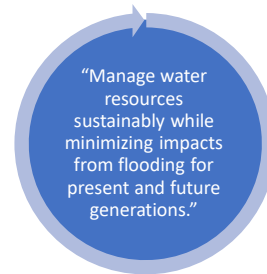 “Manage water
resources
sustainably while
minimizing impacts
from flooding for
present and future
generations.”